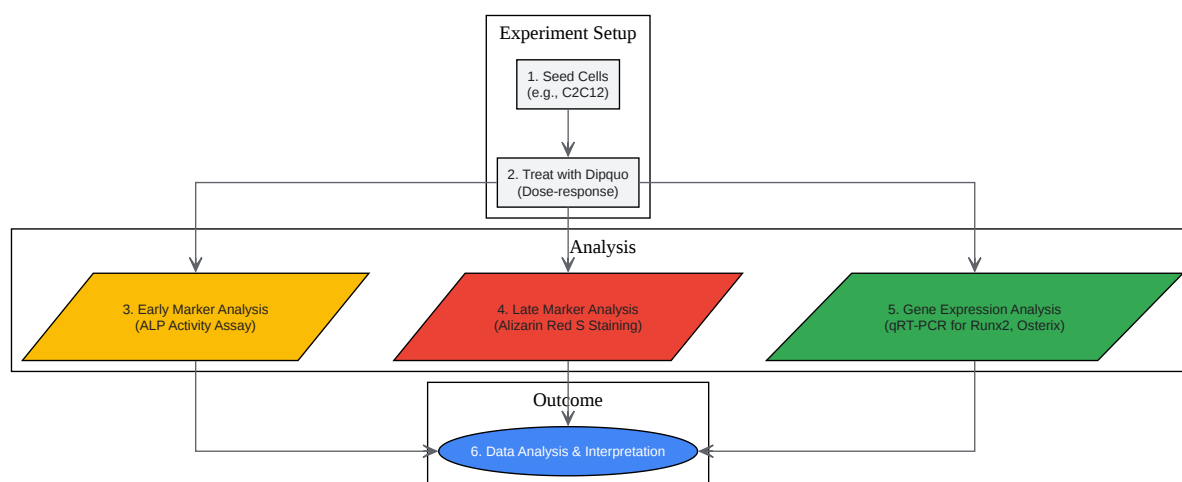 Experiment Setup
1. Seed Cells
(e.g., C2C12)
2. Treat with Dipquo
(Dose-response)
Analysis
3. Early Marker Analysis
(ALP Activity Assay)
4. Late Marker Analysis
(Alizarin Red S Staining)
5. Gene Expression Analysis
(qRT-PCR for Runx2, Osterix)
Outcome
6. Data Analysis & Interpretation